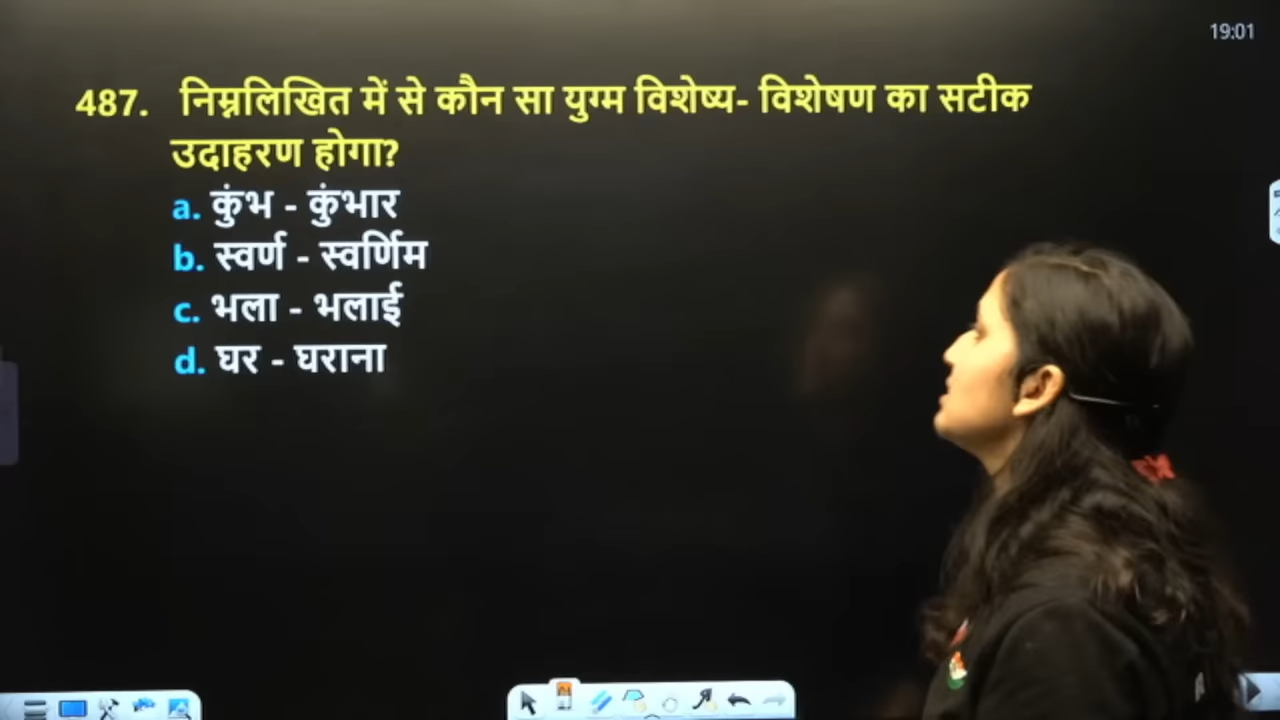 19:01
487. निम्नलिखित में से कौन सा युग्म विशेष्य- विशेषण का सटीक
उदाहरण होगा?
a. कुंभ - कुंभार
b. स्वर्ण - स्वर्णिम
c. भला - भलाई
d. घर - घराना